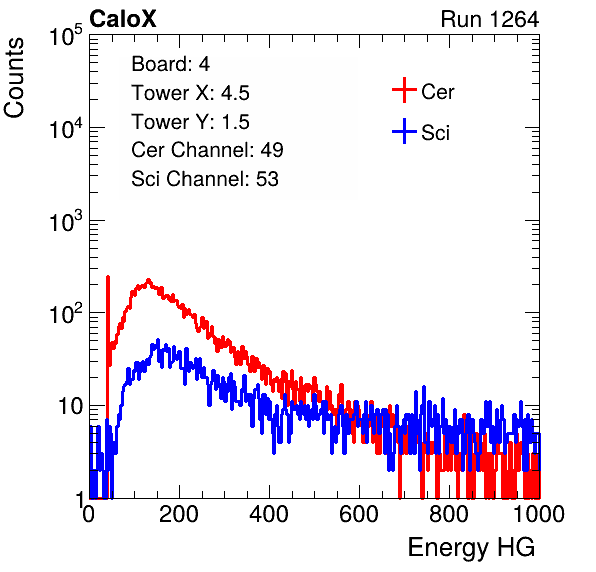 CaloX Run 1264
Counts
Board: 4
Tower X: 4.5
Tower Y: 1.5
Cer Channel: 49
Sci Channel: 53
Cer
Sci
10^5
10^4
10^3
10^2
10
1
0 200 400 600 800 1000
Energy HG